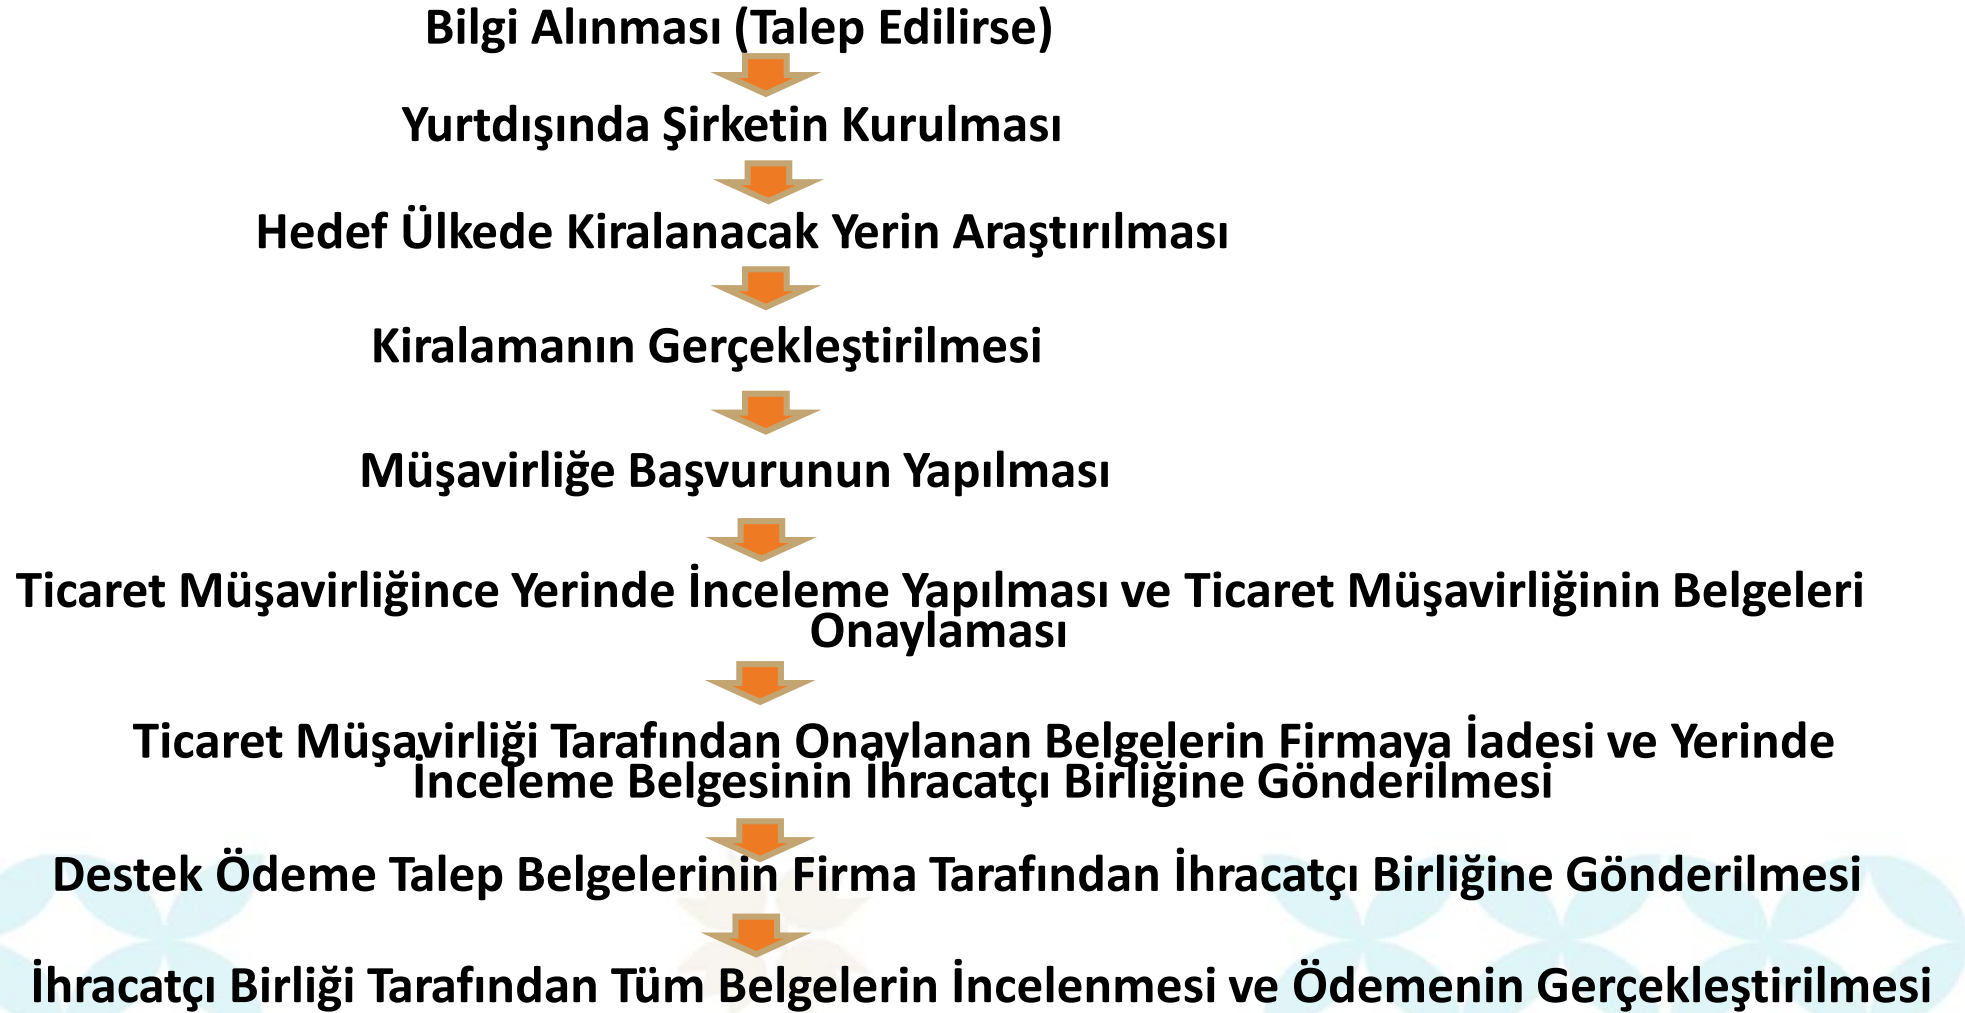 Bilgi Alınması (Talep Edilirse)
Yurtdışında Şirketin Kurulması
Hedef Ülkede Kiralanacak Yerin Araştırılması
Kiralamanın Gerçekleştirilmesi
Müşavirliğe Başvurunun Yapılması
Ticaret Müşavirliğince Yerinde İnceleme Yapılması ve Ticaret Müşavirliğinin Belgeleri
Onaylaması
Ticaret Müşavirliği Tarafından Onaylanan Belgelerin Firmaya İadesi ve Yerinde
İnceleme Belgesinin İhracatçı Birliğine Gönderilmesi
Destek Ödeme Talep Belgelerinin Firma Tarafından İhracatçı Birliğine Gönderilmesi
İhracatçı Birliği Tarafından Tüm Belgelerin İncelenmesi ve Ödemenin Gerçekleştirilmesi